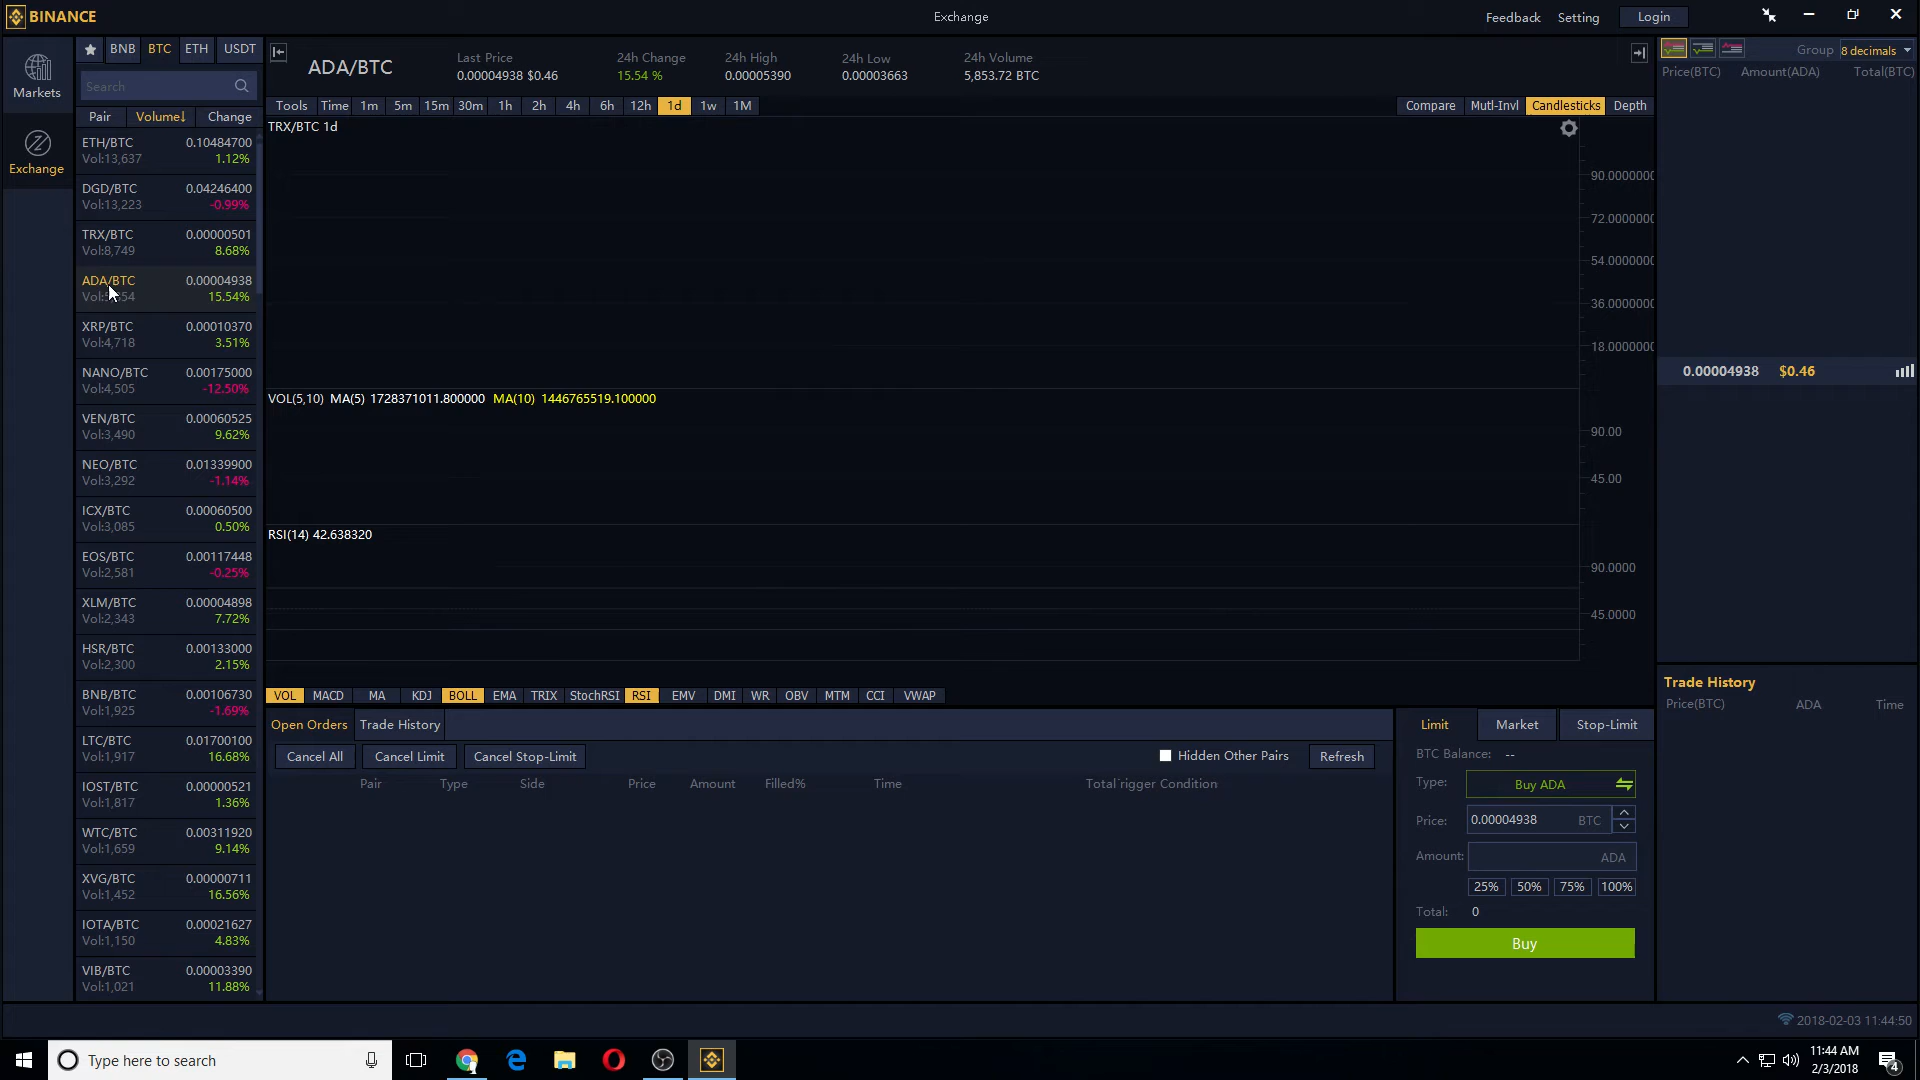 BINANCE
Exchange
Feedback Setting Login
Markets
Exchange
BNB BTC ETH USDT
Search
Pair Volume↓ Change
ETH/BTC 0.10484700
Vol:13,637 1.12%
DGD/BTC 0.04246400
Vol:13,223 -0.99%
TRX/BTC 0.00000501
Vol:8,749 8.68%
ADA/BTC 0.00004938
15.54%
XRP/BTC 0.00010370
Vol:4,718 3.51%
NANO/BTC 0.00175000
Vol:4,505 -12.50%
VEN/BTC 0.00060525
Vol:3,490 9.62%
NEO/BTC 0.01339900
Vol:3,292 -1.14%
ICX/BTC 0.00060500
Vol:3,085 0.50%
EOS/BTC 0.00117448
Vol:2,581 -0.25%
XLM/BTC 0.00004898
Vol:2,343 7.72%
HSR/BTC 0.00133000
Vol:2,300 2.15%
BNB/BTC 0.00106730
Vol:1,925 -1.69%
LTC/BTC 0.01700100
Vol:1,917 16.68%
IOST/BTC 0.00000521
Vol:1,817 1.36%
WTC/BTC 0.00311920
Vol:1,659 9.14%
XVG/BTC 0.00000711
Vol:1,452 16.56%
IOTA/BTC 0.00021627
Vol:1,150 4.83%
VIB/BTC 0.00003390
Vol:1,021 11.88%
ADA/BTC
Last Price 24h Change 24h High 24h Low 24h Volume
0.00004938 $0.46 15.54 % 0.00005390 0.00003663 5,853.72 BTC
Tools Time 1m 5m 15m 30m 1h 2h 4h 6h 12h 1d 1w 1M Compare Mutl-Invl Candlesticks Depth
TRX/BTC 1d
90.0000000
72.0000000
54.0000000
36.0000000
18.0000000
VOL(5,10) MA(5) 1728371011.800000 MA(10) 1446765519.100000
90.00
45.00
RSI(14) 42.638320
90.0000
45.0000
VOL MACD MA KDJ BOLL EMA TRIX StochRSI RSI EMV DMI WR OBV MTM CCI VWAP
Open Orders Trade History
Cancel All Cancel Limit Cancel Stop-Limit Hidden Other Pairs Refresh
Pair Type Side Price Amount Filled% Time Total rigger Condition
Limit Market Stop-Limit
BTC Balance: --
Type: Buy ADA
Price: 0.00004938 BTC
Amount: ADA
25% 50% 75% 100%
Total: 0
Buy
Group 8 decimals
Price(BTC) Amount(ADA) Total(BTC)
0.00004938 $0.46
Trade History
Price(BTC) ADA Time
2018-02-03 11:44:50
Type here to search
11:44 AM
2/3/2018
4